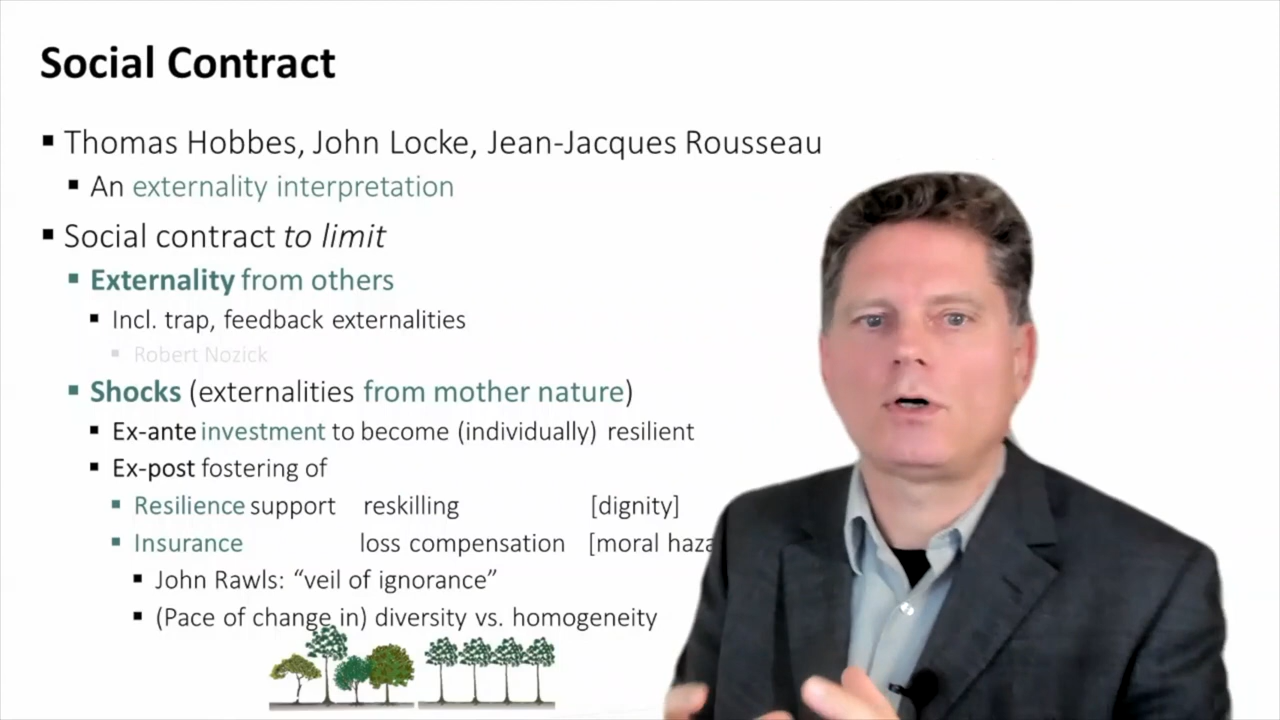 Social Contract
Thomas Hobbes, John Locke, Jean-Jacques Rousseau
An externality interpretation
Social contract to limit
Externality from others
Incl. trap, feedback externalities
Robert Nozick
Shocks (externalities from mother nature)
Ex-ante investment to become (individually) resilient
Ex-post fostering of
Resilience support reskilling [dignity]
Insurance loss compensation [moral haza
John Rawls: “veil of ignorance”
(Pace of change in) diversity vs. homogeneity